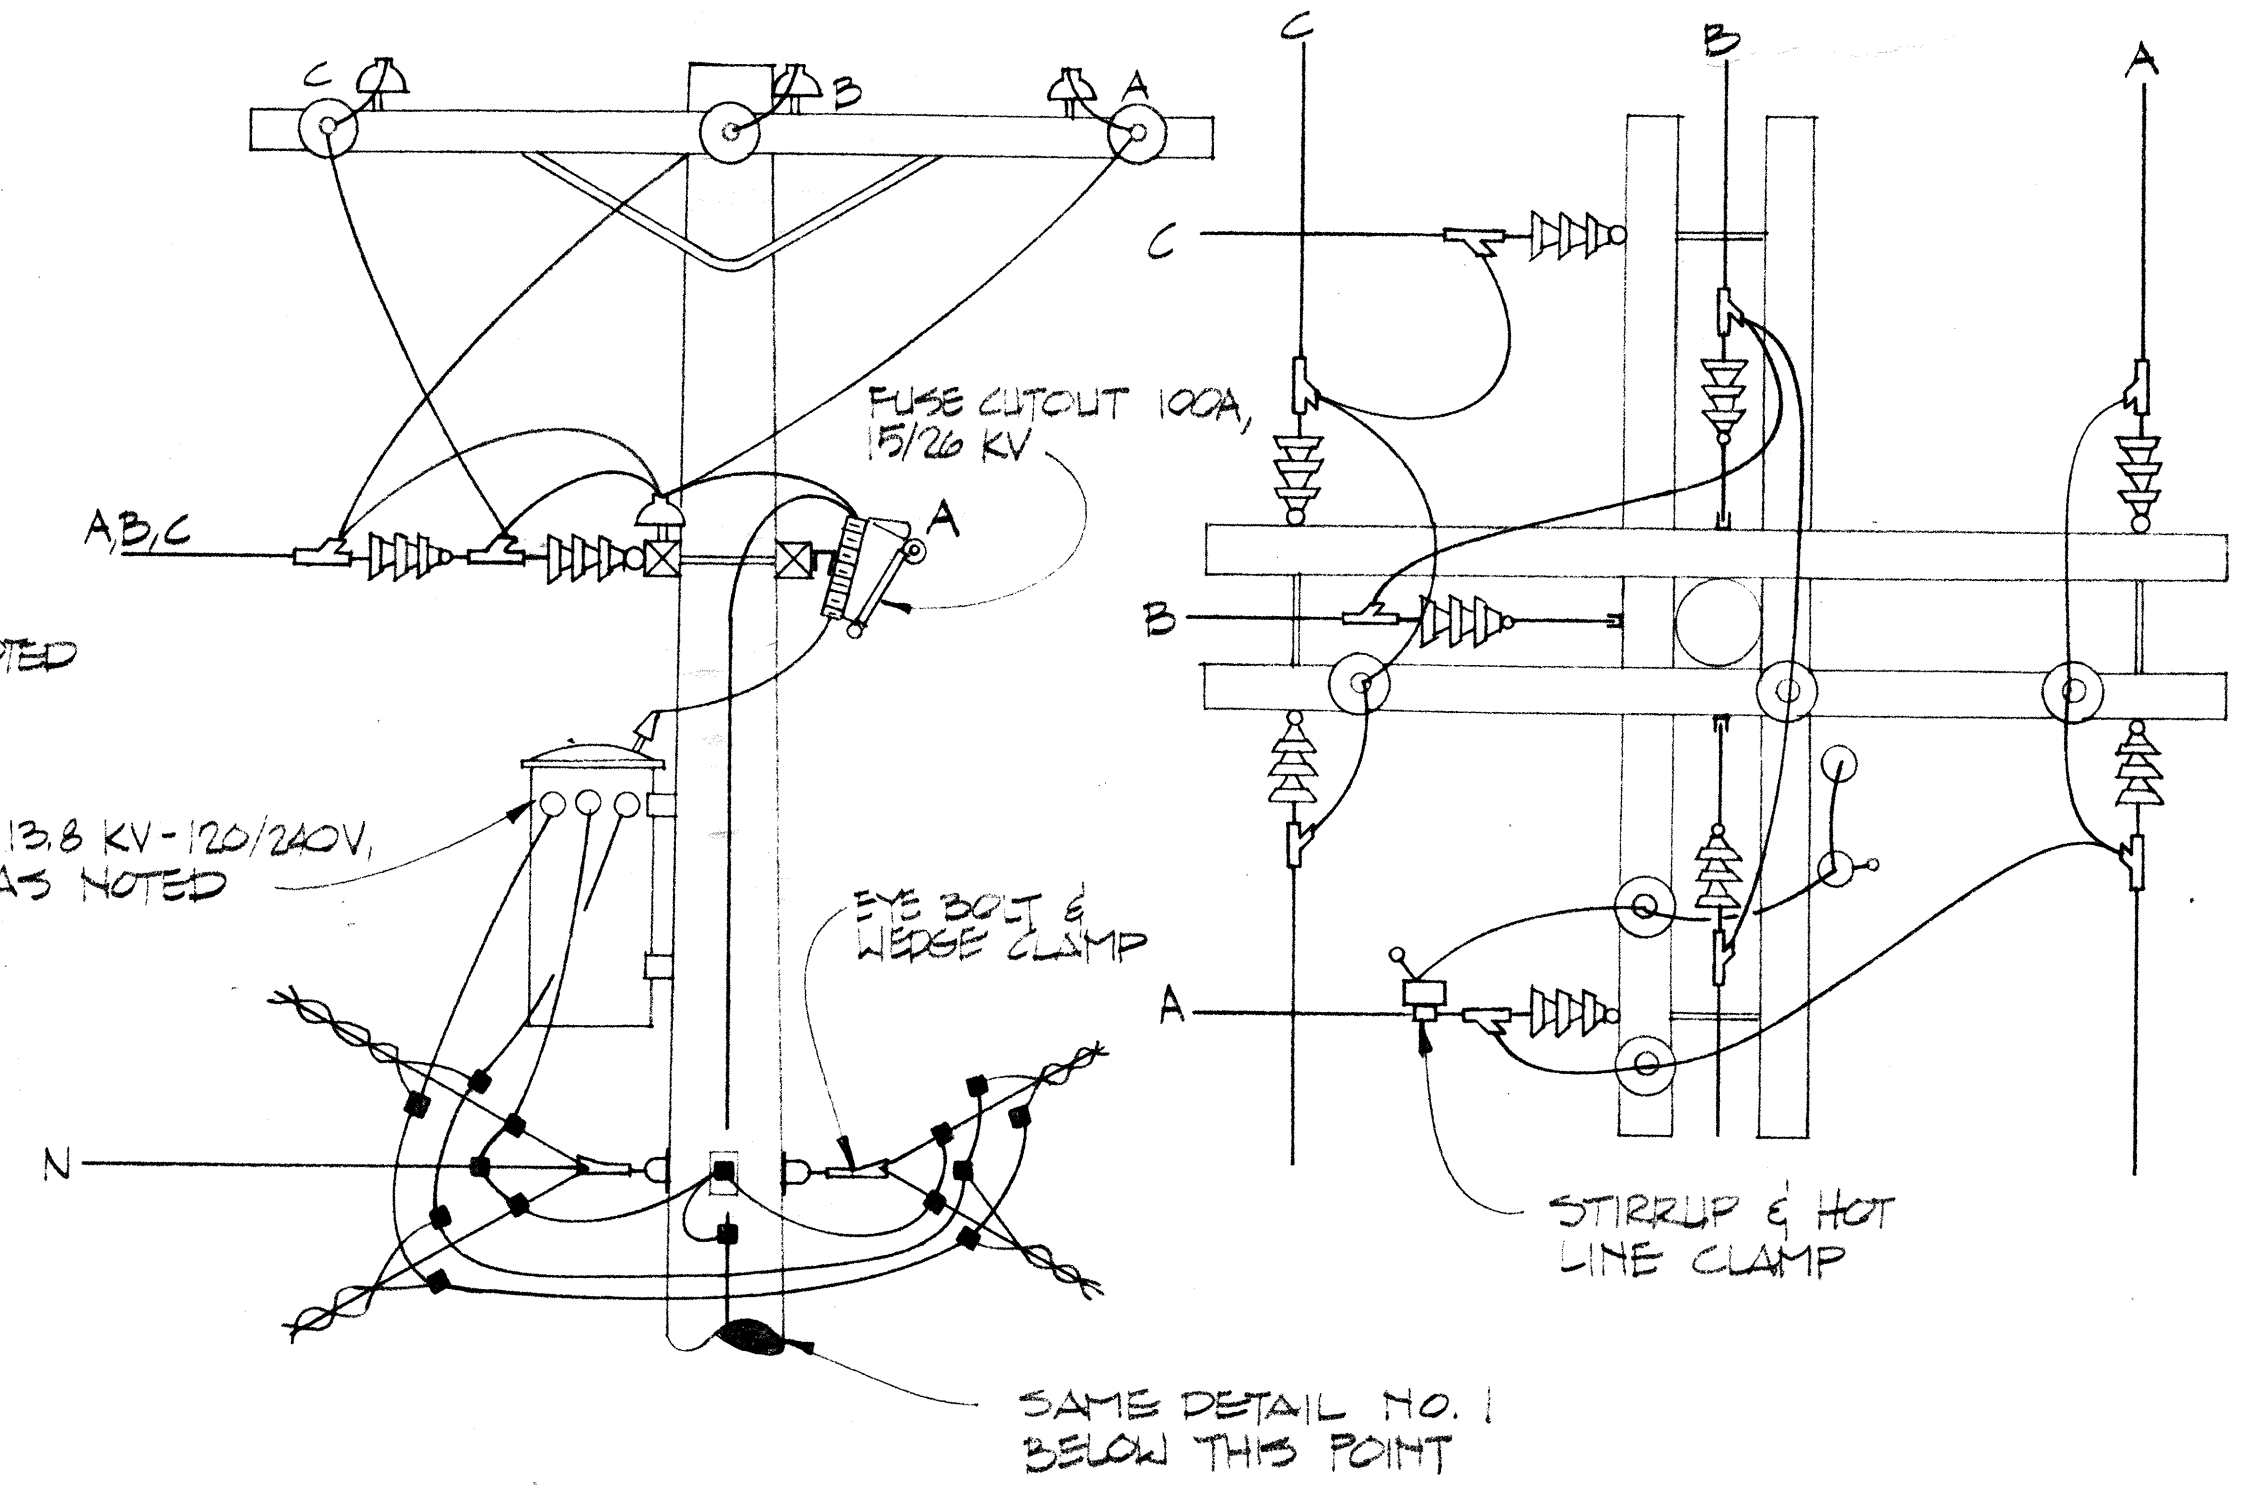 C
B
A
C
B
A
FUSE CUTOUT 100A,
15/26 KV
A
A,B,C
C
B
A
OTED
13.8 KV-120/240V,
AS NOTED
EYE BOLT &
WEDGE CLAMP
N
STIRRUP & HOT
LINE CLAMP
SAME DETAIL NO. 1
BELOW THIS POINT